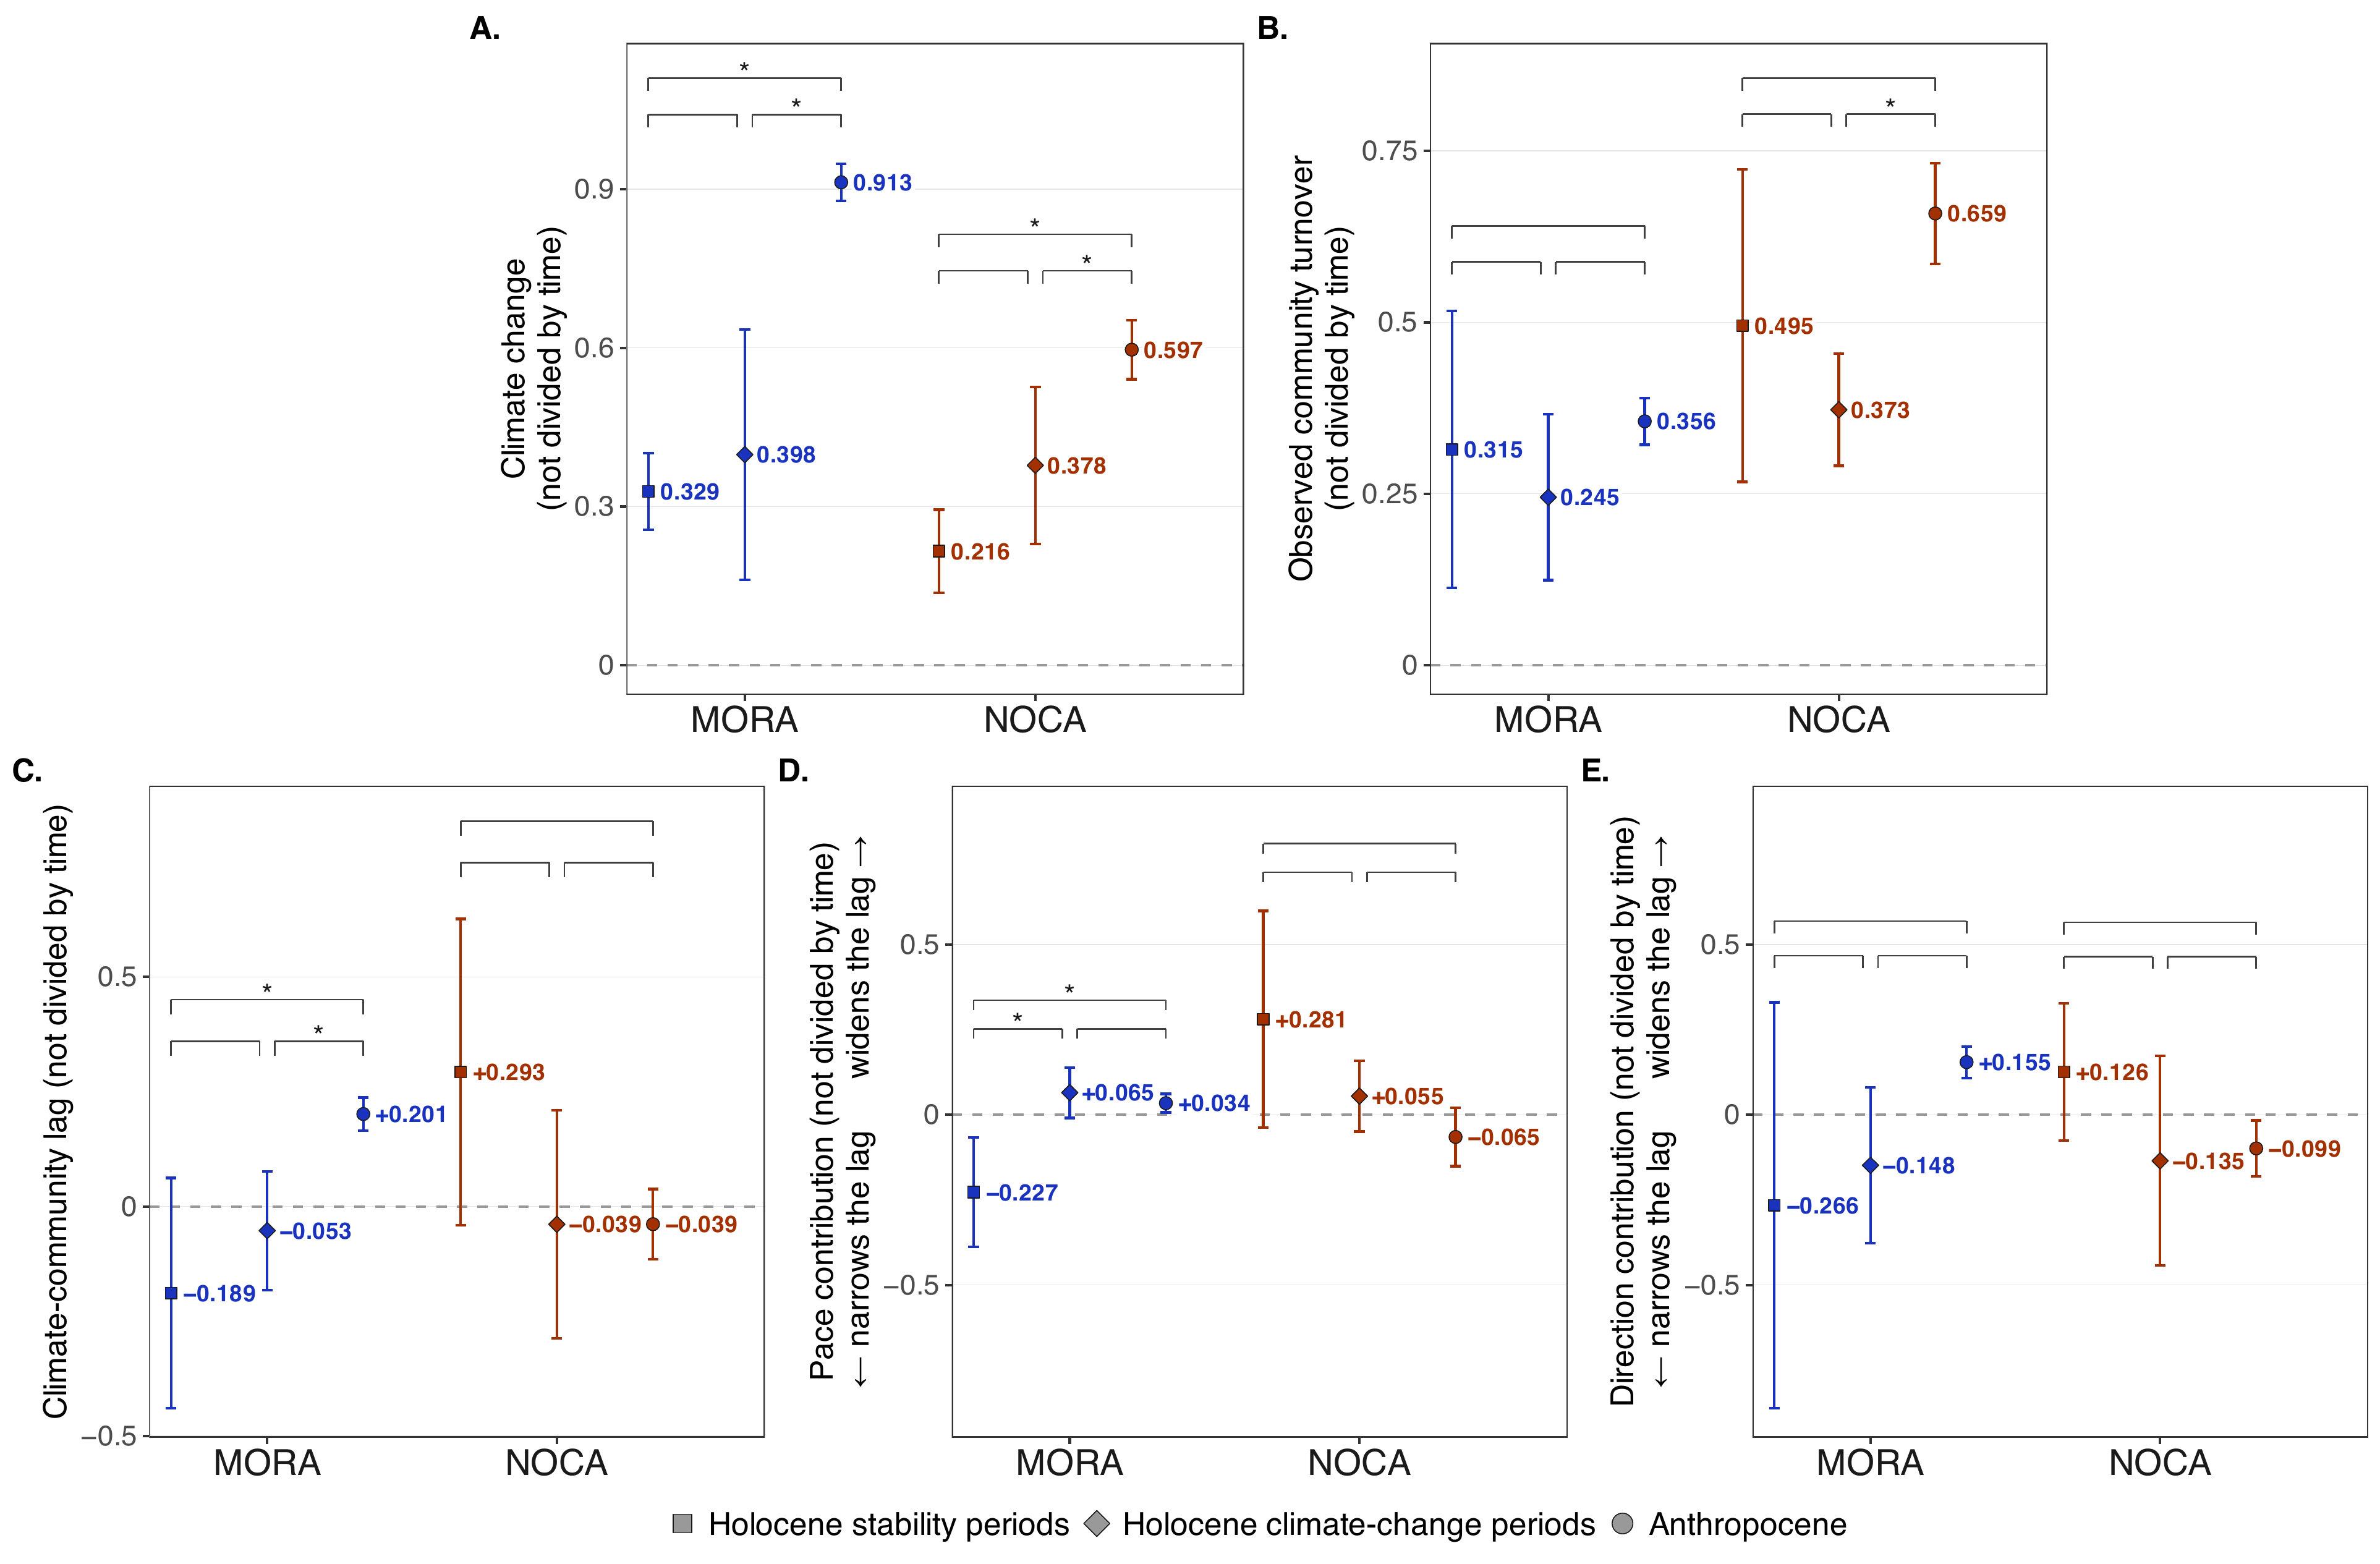 A.
Climate change
(not divided by time)
0.9
0.6
0.3
0
*
*
0.913
0.398
0.329
*
*
0.597
0.378
0.216
MORA
NOCA
B.
Observed community turnover
(not divided by time)
0.75
0.5
0.25
0
*
0.659
0.495
0.373
0.356
0.315
0.245
MORA
NOCA
C.
Climate-community lag (not divided by time)
0.5
0
−0.5
*
*
+0.293
+0.201
−0.053
−0.189
−0.039
−0.039
MORA
NOCA
D.
Pace contribution (not divided by time)
← narrows the lag widens the lag →
0.5
0
−0.5
*
*
+0.281
+0.065
+0.034
+0.055
−0.065
−0.227
MORA
NOCA
E.
Direction contribution (not divided by time)
← narrows the lag widens the lag →
0.5
0
−0.5
+0.155
+0.126
−0.148
−0.266
−0.135
−0.099
MORA
NOCA
Holocene stability periods Holocene climate-change periods Anthropocene